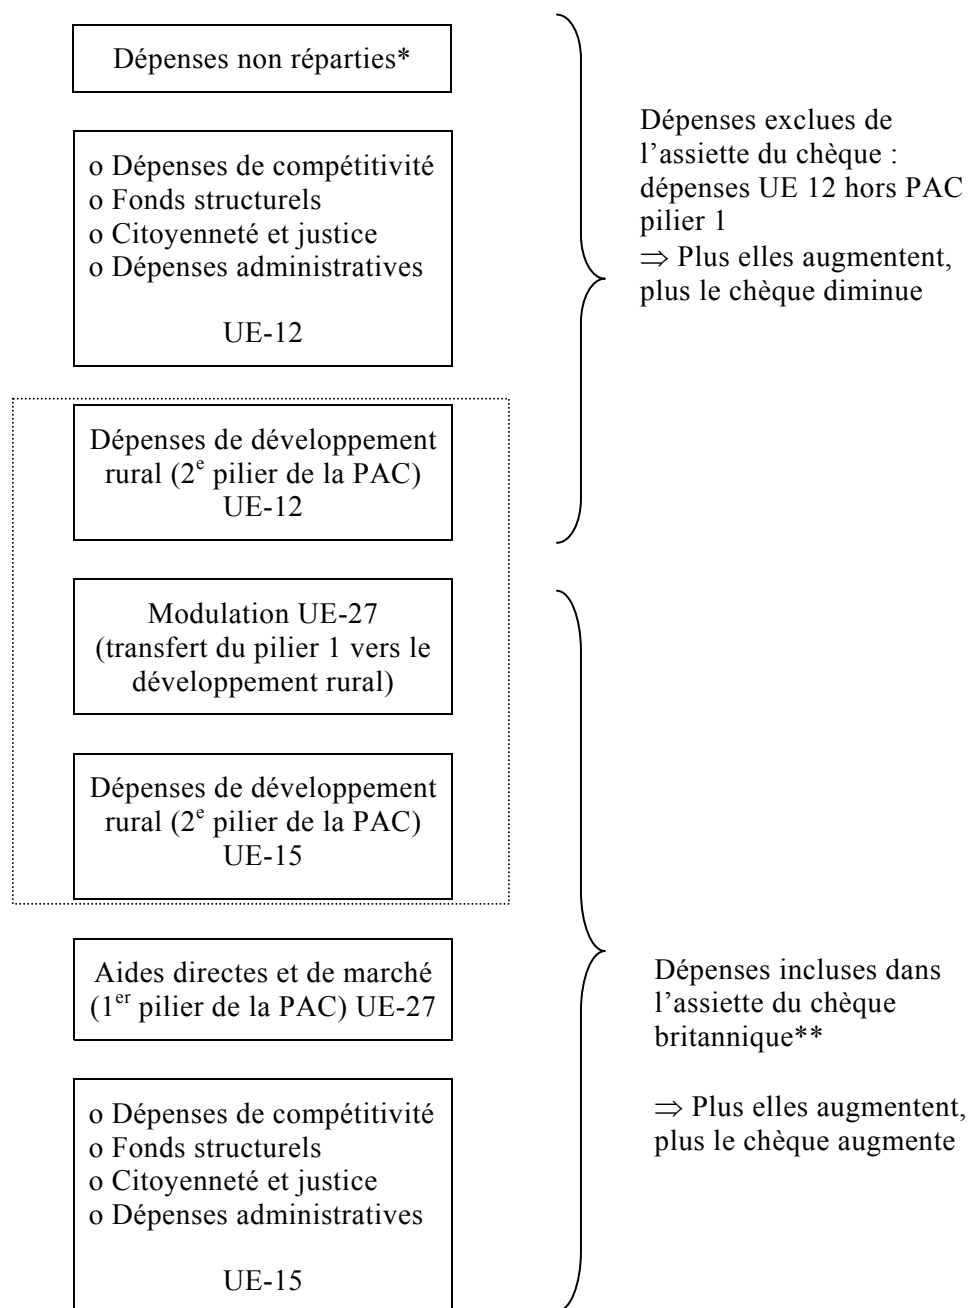 Dépenses non réparties*
o Dépenses de compétitivité
o Fonds structurels
o Citoyenneté et justice
o Dépenses administratives
UE-12
Dépenses exclues de
l’assiette du chèque :
dépenses UE 12 hors PAC
pilier 1
⇒ Plus elles augmentent,
plus le chèque diminue
Dépenses de développement
rural (2e pilier de la PAC)
UE-12
Modulation UE-27
(transfert du pilier 1 vers le
développement rural)
Dépenses de développement
rural (2e pilier de la PAC)
UE-15
Aides directes et de marché
(1er pilier de la PAC) UE-27
o Dépenses de compétitivité
o Fonds structurels
o Citoyenneté et justice
o Dépenses administratives
UE-15
Dépenses incluses dans
l’assiette du chèque
britannique**
⇒ Plus elles augmentent,
plus le chèque augmente